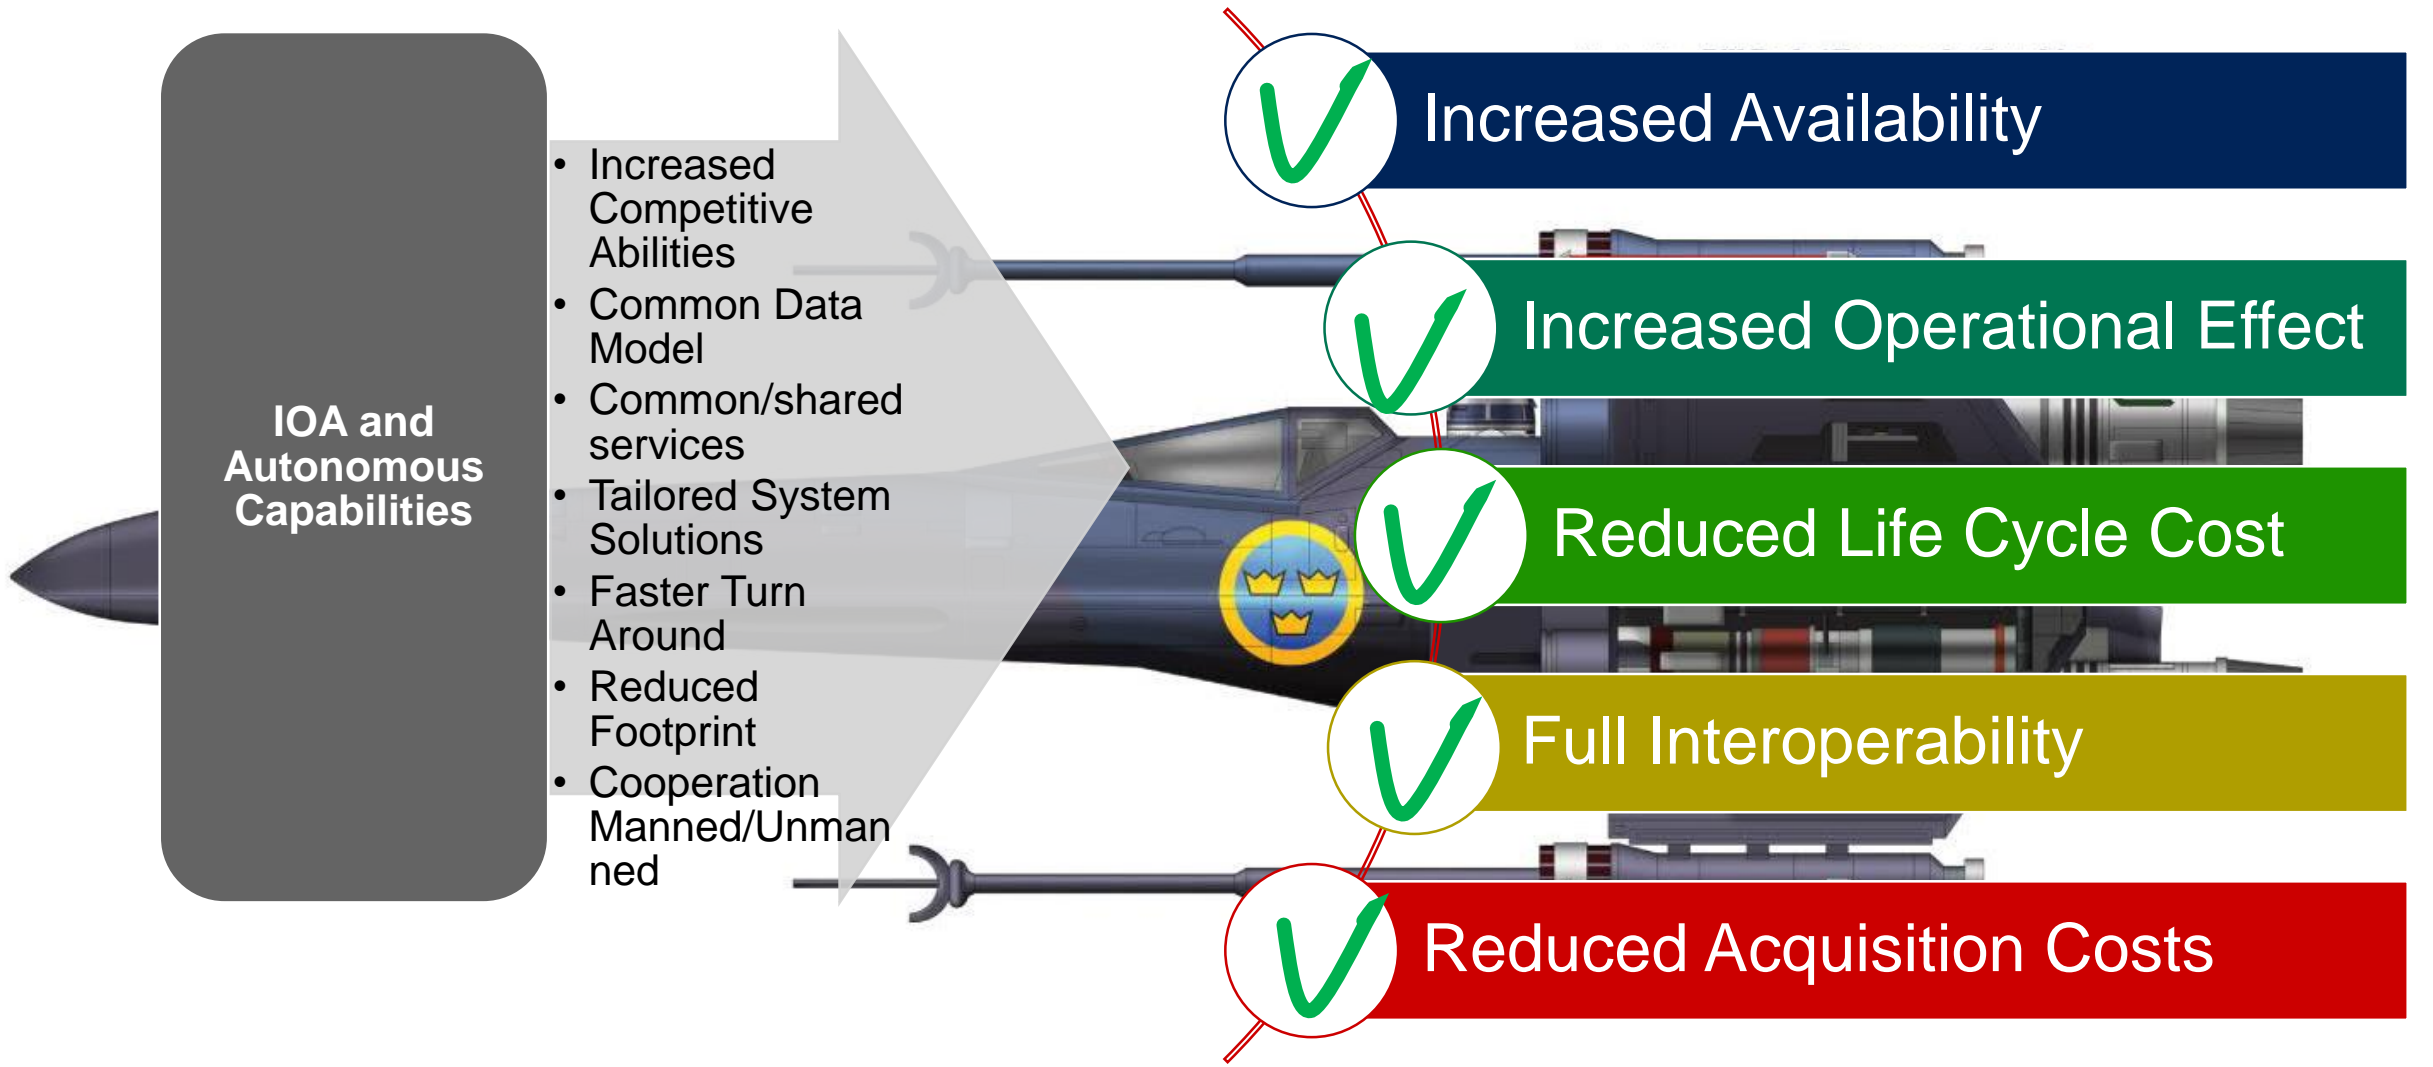 IOA and
Autonomous
Capabilities
• Increased
Competitive
Abilities
• Common Data
Model
• Common/shared
services
• Tailored System
Solutions
• Faster Turn
Around
• Reduced
Footprint
• Cooperation
Manned/Unman
ned
Increased Availability
Increased Operational Effect
Reduced Life Cycle Cost
Full Interoperability
Reduced Acquisition Costs